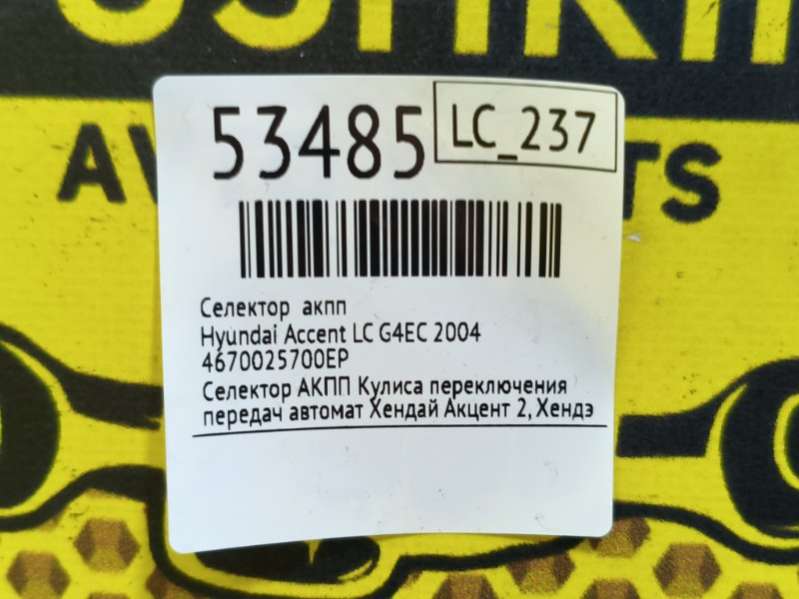 53485
LC_237
Селектор акпп
Hyundai Accent LC G4EC 2004
4670025700EP
Селектор АКПП Кулиса переключения
передач автомат Хендай Акцент 2, Хендэ